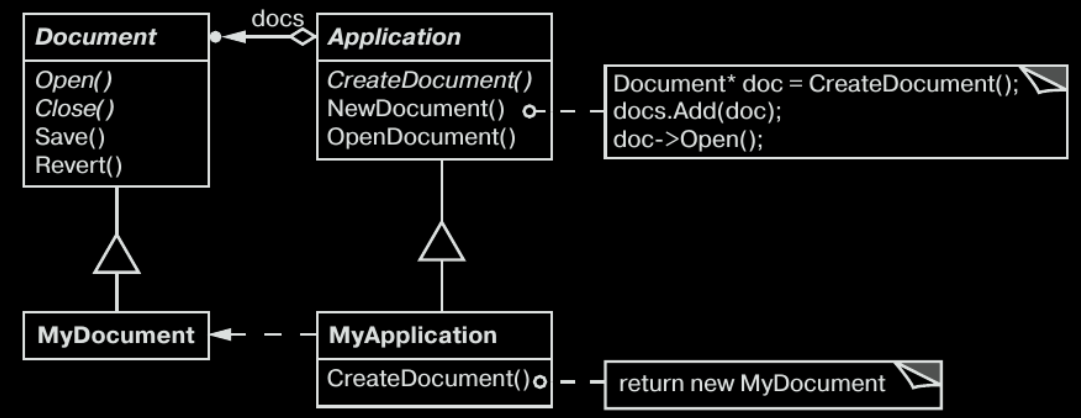 docs
Document
Open()
Close()
Save()
Revert()
Application
CreateDocument()
NewDocument()
OpenDocument()
Document* doc = CreateDocument();
docs.Add(doc);
doc->Open();
MyDocument
MyApplication
CreateDocument()
return new MyDocument